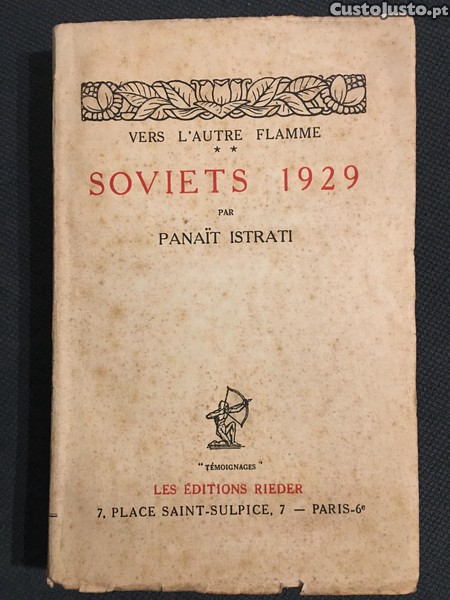 CustoJusto.pt
VERS L'AUTRE FLAMME
★ ★
SOVIETS 1929
PAR
PANAÏT ISTRATI
"TÉMOIGNAGES"
LES ÉDITIONS RIEDER
7, PLACE SAINT-SULPICE, 7 — PARIS-6e